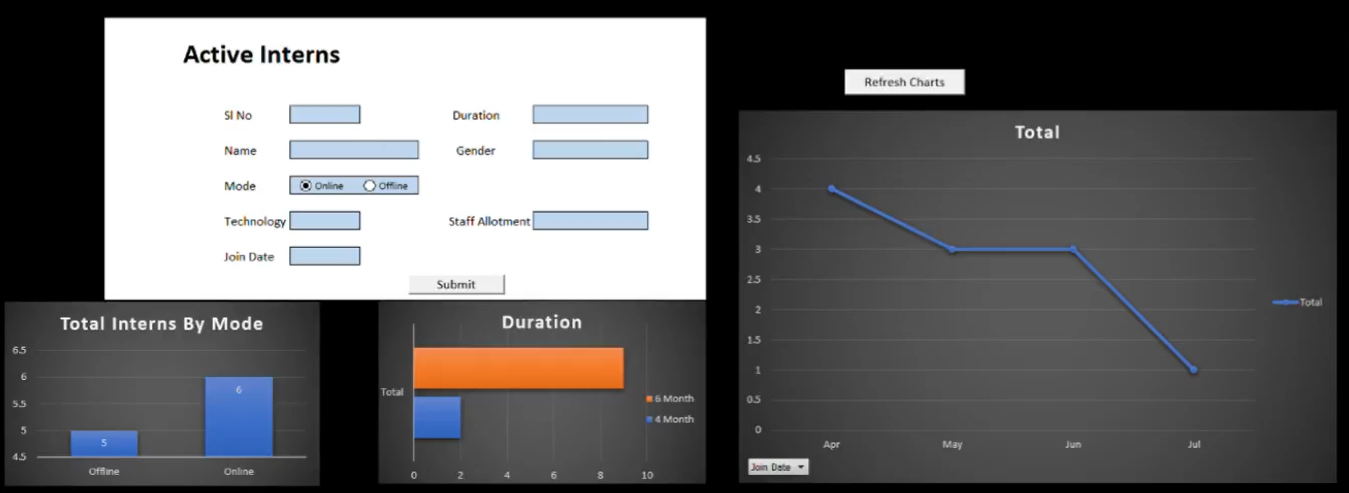 Active Interns
Sl No
Duration
Name
Gender
Mode
Online
Offline
Technology
Staff Allotment
Join Date
Submit
Refresh Charts
Total
4.5
4
3.5
3
2.5
2
1.5
1
0.5
0
Apr May Jun Jul
Total
Join Date
Total Interns By Mode
6.5
6
5.5
5
4.5
5
6
Offline Online
Duration
Total
6 Month
4 Month
0 2 4 6 8 10